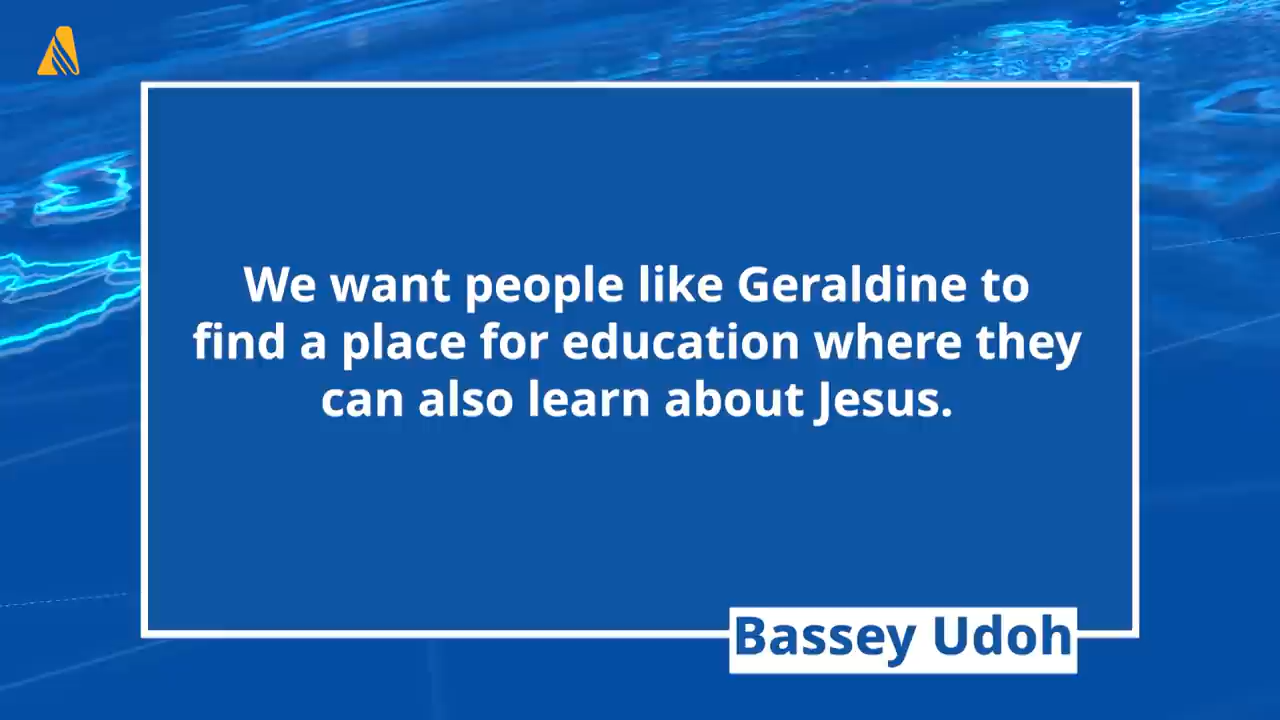 We want people like Geraldine to
find a place for education where they
can also learn about Jesus.
Bassey Udoh